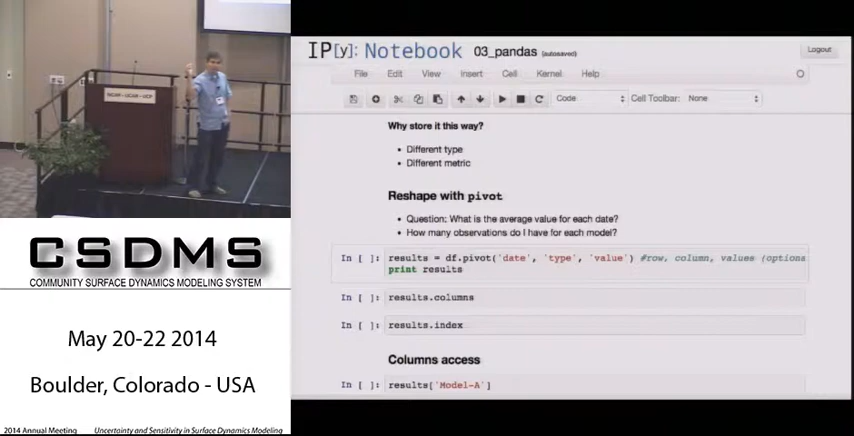 IP[y]: Notebook 03_pandas (autosaved)
Logout
File Edit View Insert Cell Kernel Help
Code Cell Toolbar: None
Why store it this way?
• Different type
• Different metric
Reshape with pivot
• Question: What is the average value for each date?
• How many observations do I have for each model?
In [ ]: results = df.pivot('date', 'type', 'value') #row, column, values (optiona
print results
In [ ]: results.columns
In [ ]: results.index
Columns access
In [ ]: results['Model-A']
CSDMS
COMMUNITY SURFACE DYNAMICS MODELING SYSTEM
May 20-22 2014
Boulder, Colorado - USA
2014 Annual Meeting Uncertainty and Sensitivity in Surface Dynamics Modeling